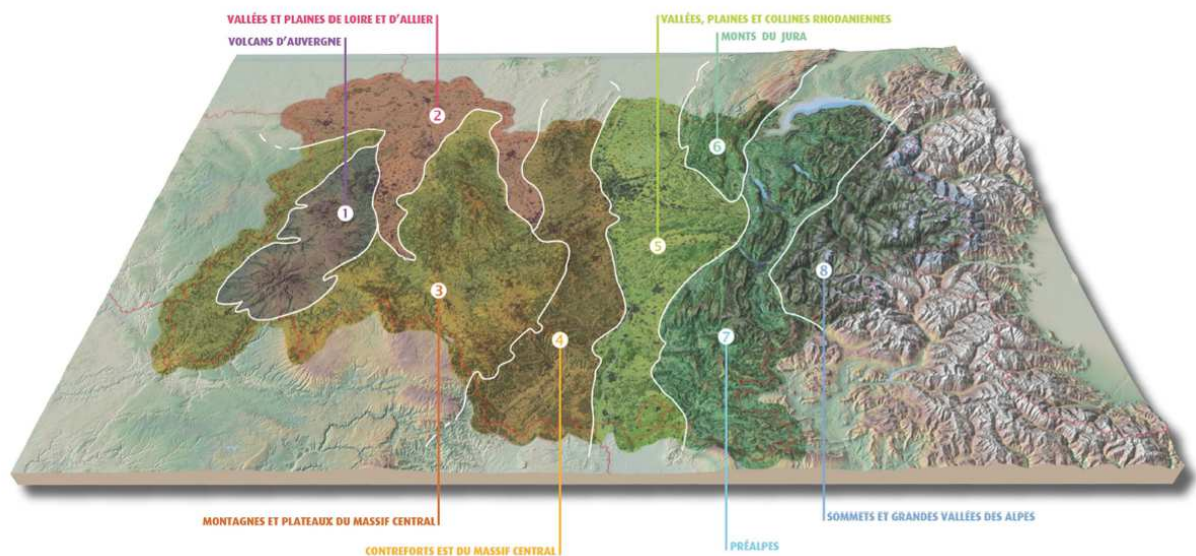 VALLÉES ET PLAINES DE LOIRE ET D'ALLIER
VALLÉES, PLAINES ET COLLINES RHODANIENNES
VOLCANS D'AUVERGNE
MONTS DU JURA
2
6
1
5
8
3
4
7
MONTAGNES ET PLATEAUX DU MASSIF CENTRAL
SOMMETS ET GRANDES VALLÉES DES ALPES
CONTREFORTS EST DU MASSIF CENTRAL
PRÉALPES